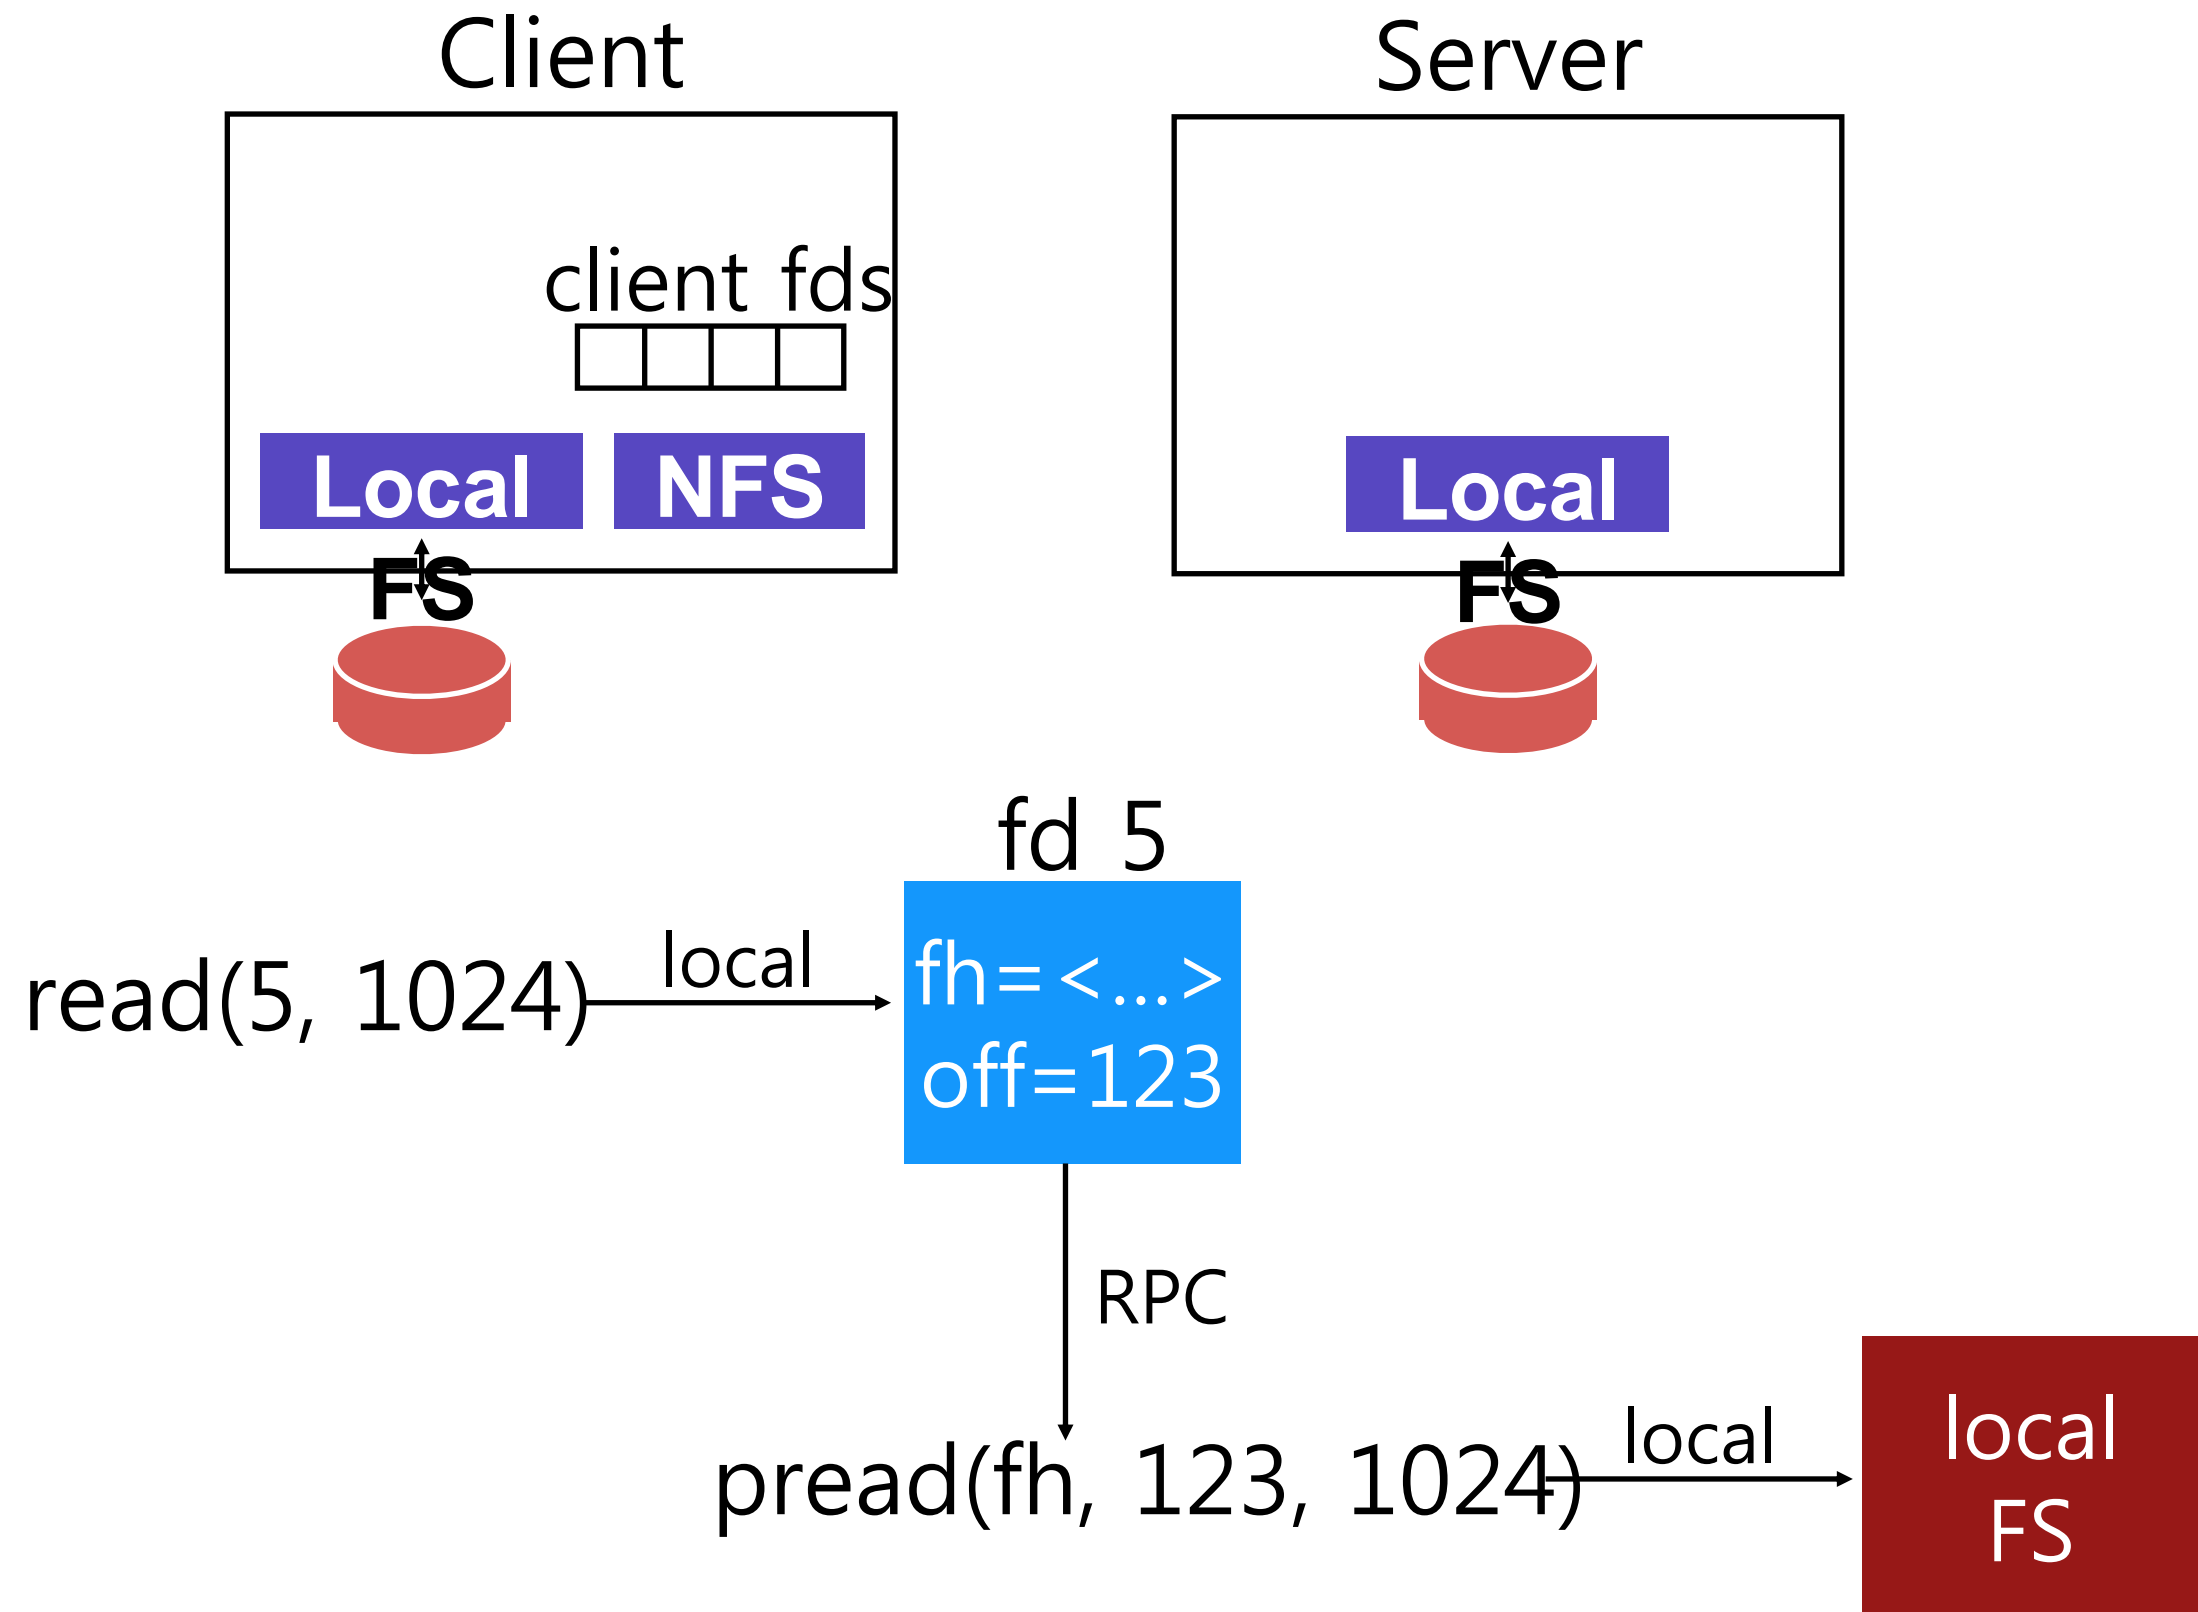 Client
Server
client fds
Local
NFS
Local
FS
FS
fd 5
read(5, 1024)
local
fh=<...>
off=123
RPC
pread(fh, 123, 1024)
local
local
FS